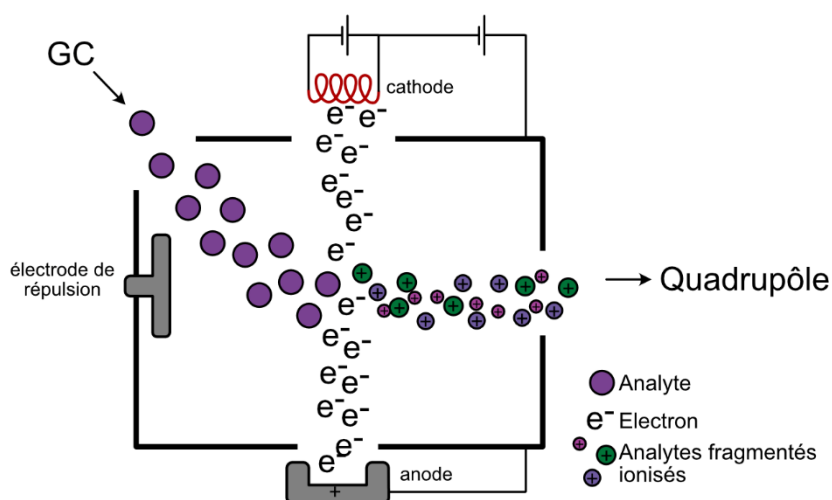 GC
cathode
e⁻ e⁻
e⁻
e⁻
e⁻
e⁻
e⁻
e⁻
électrode de
répulsion
e⁻
Quadrupôle
e⁻
e⁻
e⁻
e⁻
e⁻
e⁻
e⁻
e⁻
anode
+
Analyte
e⁻ Electron
Analytes fragmentés
ionisés